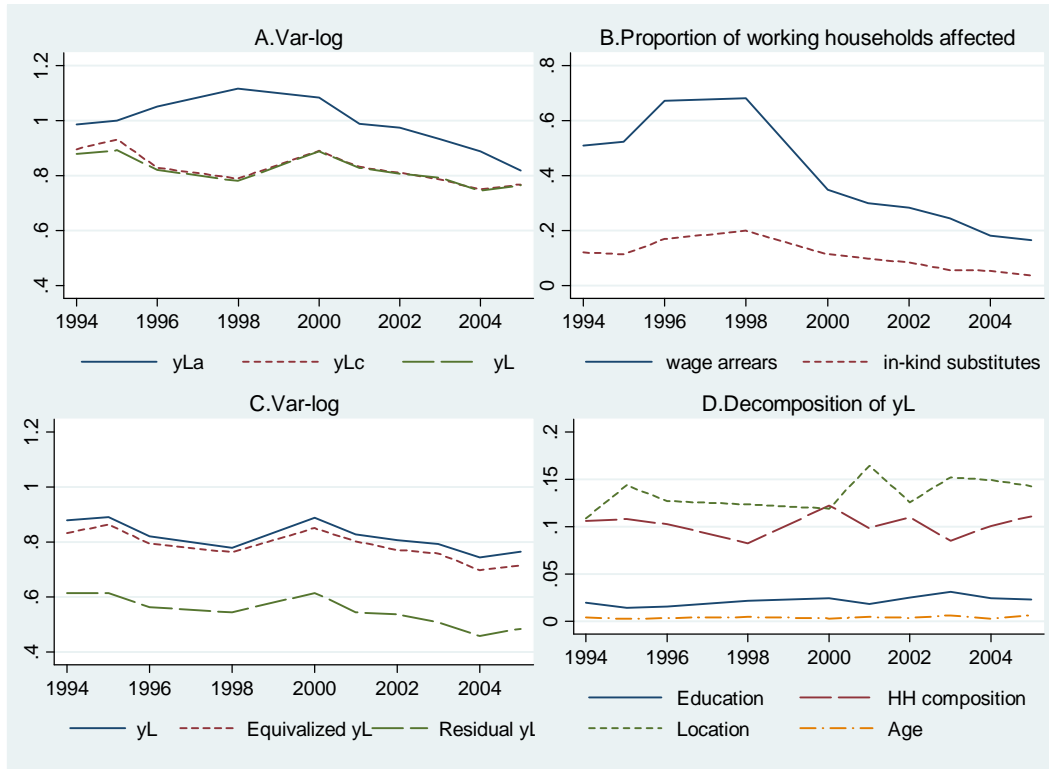 A.Var-log
1.2
1
.8
.6
.4
1994 1996 1998 2000 2002 2004
yLa yLc yL
B.Proportion of working households affected
.8
.6
.4
.2
0
1994 1996 1998 2000 2002 2004
wage arrears in-kind substitutes
C.Var-log
1.2
1
.8
.6
.4
1994 1996 1998 2000 2002 2004
yL Equivalized yL Residual yL
D.Decomposition of yL
.2
.15
.1
.05
0
1994 1996 1998 2000 2002 2004
Education HH composition
Location Age